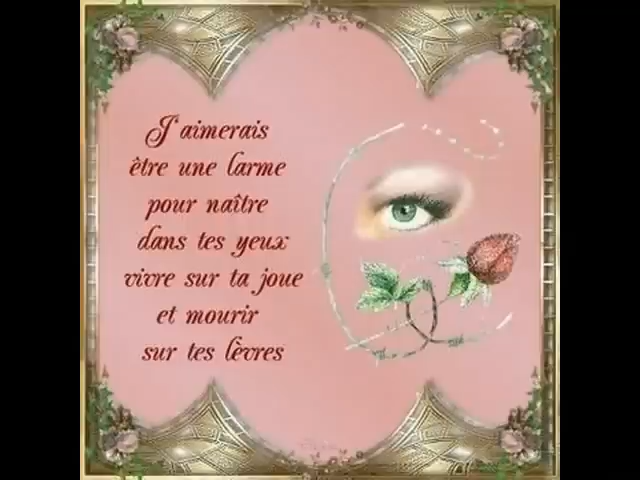 J'aimerais
être une larme
pour naître
dans tes yeux
vivre sur ta joue
et mourir
sur tes lèvres